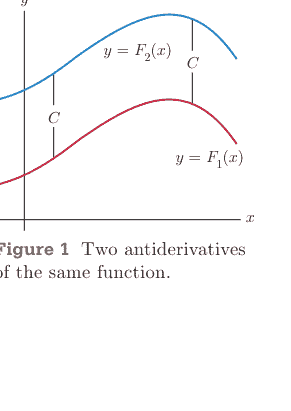 y
y = F₂(x)
C
C
y = F₁(x)
x
Figure 1 Two antiderivatives
of the same function.